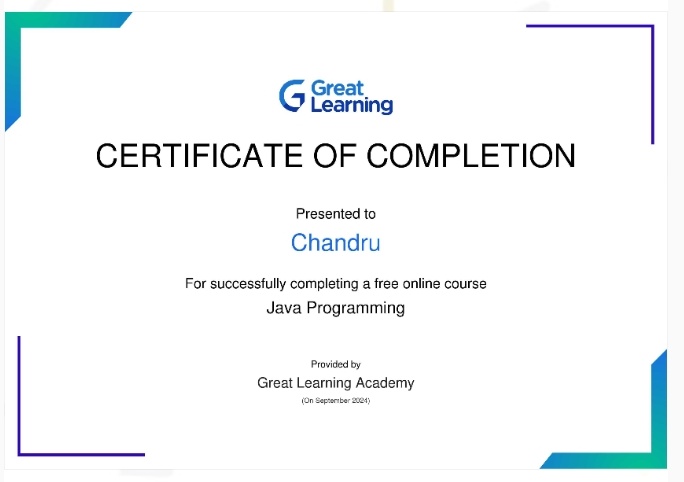 Great
Learning
CERTIFICATE OF COMPLETION
Presented to
Chandru
For successfully completing a free online course
Java Programming
Provided by
Great Learning Academy
(On September 2024)